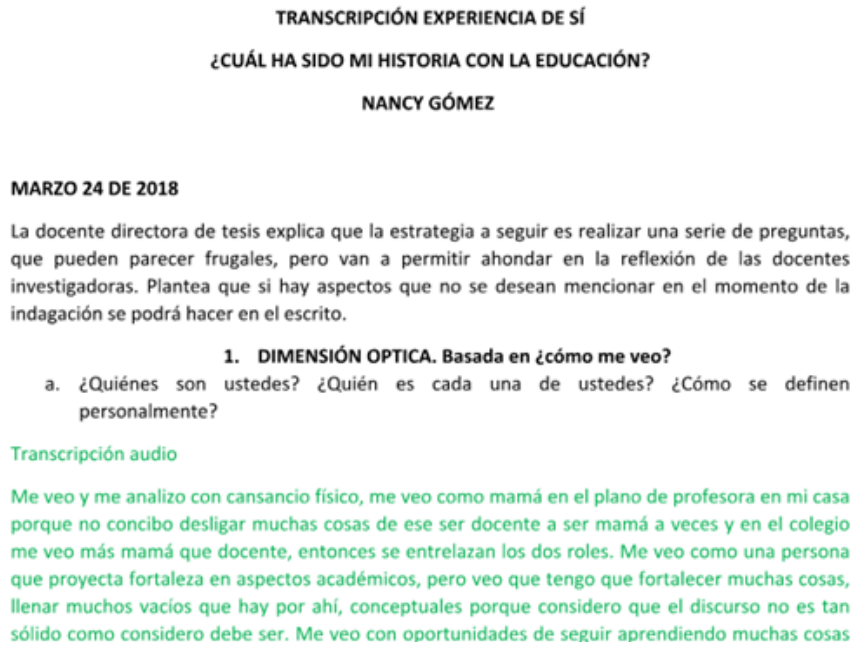 TRANSCRIPCIÓN EXPERIENCIA DE SÍ
¿CUÁL HA SIDO MI HISTORIA CON LA EDUCACIÓN?
NANCY GÓMEZ
MARZO 24 DE 2018
La docente directora de tesis explica que la estrategia a seguir es realizar una serie de preguntas,
que pueden parecer frugales, pero van a permitir ahondar en la reflexión de las docentes
investigadoras. Plantea que si hay aspectos que no se desean mencionar en el momento de la
indagación se podrá hacer en el escrito.
1. DIMENSIÓN OPTICA. Basada en ¿cómo me veo?
a. ¿Quiénes son ustedes? ¿Quién es cada una de ustedes? ¿Cómo se definen
personalmente?
Transcripción audio
Me veo y me analizo con cansancio físico, me veo como mamá en el plano de profesora en mi casa
porque no concibo desligar muchas cosas de ese ser docente a ser mamá a veces y en el colegio
me veo más mamá que docente, entonces se entrelazan los dos roles. Me veo como una persona
que proyecta fortaleza en aspectos académicos, pero veo que tengo que fortalecer muchas cosas,
llenar muchos vacíos que hay por ahí, conceptuales porque considero que el discurso no es tan
sólido como considero debe ser. Me veo con oportunidades de seguir aprendiendo muchas cosas